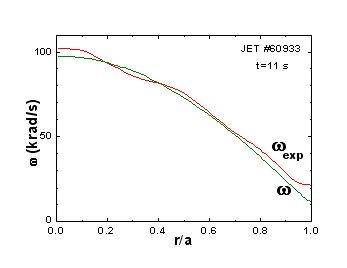 JET #60933
t=11 s
100
50
0
ω (krad/s)
ω exp
ω
0.0 0.2 0.4 0.6 0.8 1.0
r/a